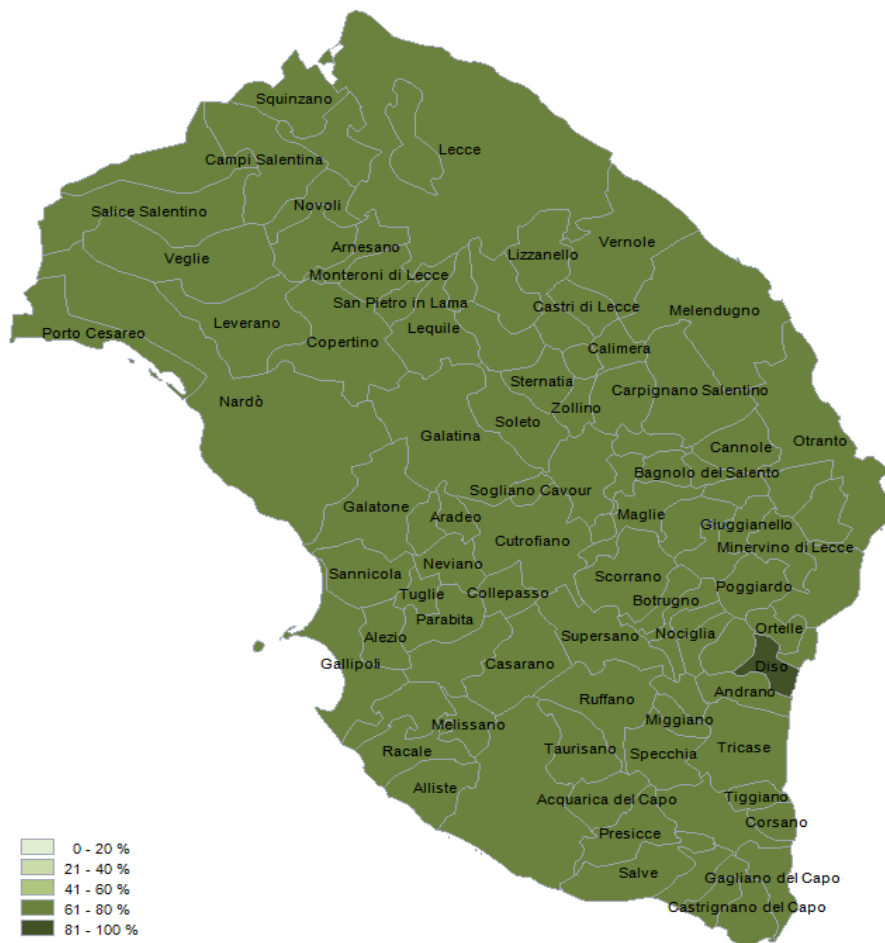 Squinzano
Lecce
Campi Salentina
Novoli
Salice Salentino
Arnesano
Vernole
Lizzanello
Veglie
Monteroni di Lecce
San Pietro in Lama
Castri di Lecce
Melendugno
Leverano
Lequile
Porto Cesareo
Copertino
Calimera
Sternatia
Carpignano Salentino
Nardò
Zollino
Soleto
Galatina
Otranto
Cannole
Bagnolo del Salento
Sogliano Cavour
Galatone
Aradeo
Maglie
Giuggianello
Cutrofiano
Minervino di Lecce
Neviano
Sannicola
Scorrano
Poggiardo
Tuglie
Collepasso
Botrugno
Parabita
Ortelle
Alezio
Supersano
Nociglia
Gallipoli
Casarano
Diso
Andrano
Ruffano
Miggiano
Melissano
Racale
Taurisano
Specchia
Tricase
Alliste
Acquarica del Capo
Tiggiano
Corsano
Presicce
Salve
Gagliano del Capo
Castrignano del Capo
0 - 20 %
21 - 40 %
41 - 60 %
61 - 80 %
81 - 100 %